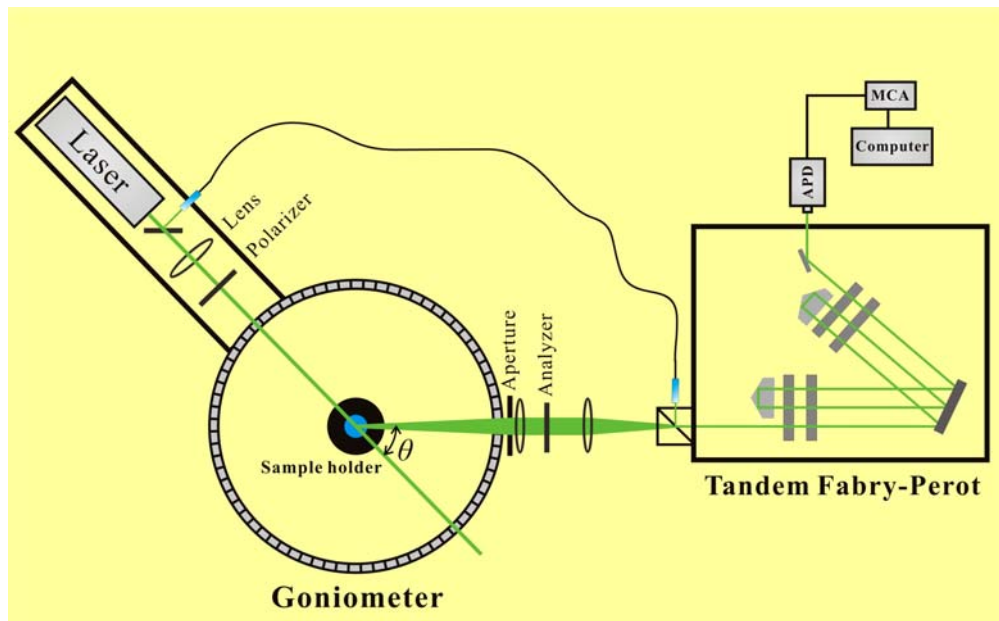 Laser
Lens
Polarizer
Sample holder
θ
Goniometer
Aperture
Analyzer
MCA
Computer
APD
Tandem Fabry-Perot